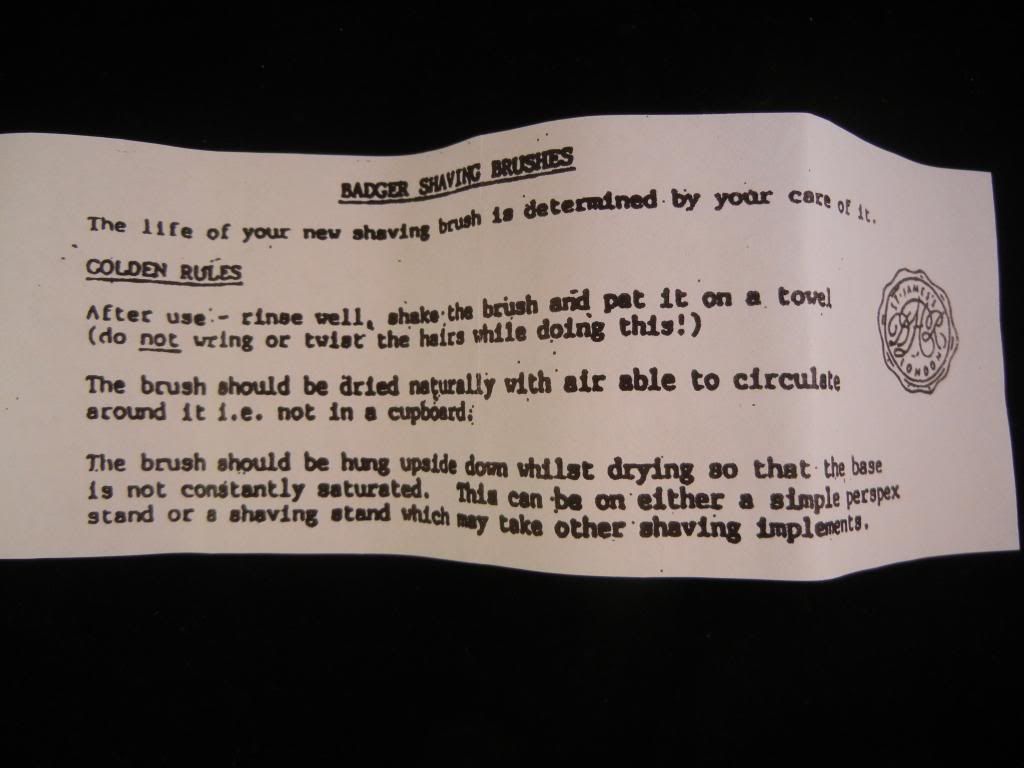 BADGER SHAVING BRUSHES
The life of your new shaving brush is determined by your care of it.
GOLDEN RULES
After use:- rinse well, shake the brush and pat it on a towel
(do not wring or twist the hairs while doing this!)
The brush should be dried naturally with air able to circulate
around it i.e. not in a cupboard.
The brush should be hung upside down whilst drying so that the base
is not constantly saturated. This can be on either a simple perspex
stand or a shaving stand which may take other shaving implements.
ST·JAMES'S
LONDON